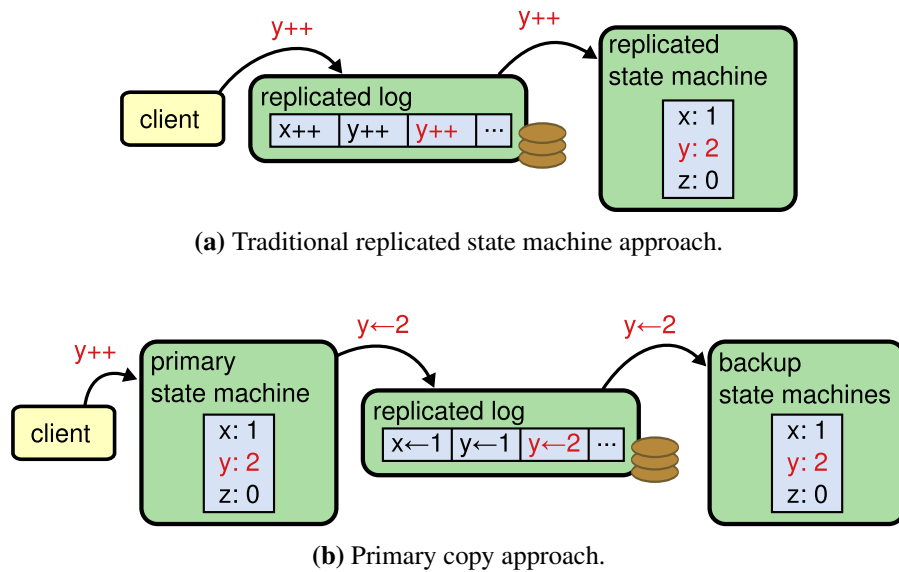 y++
y++
client
replicated log
x++ y++ y++ ...
replicated
state machine
x: 1
y: 2
z: 0
(a) Traditional replicated state machine approach.
y++
y←2
y←2
client
primary
state machine
x: 1
y: 2
z: 0
replicated log
x←1 y←1 y←2 ...
backup
state machines
x: 1
y: 2
z: 0
(b) Primary copy approach.